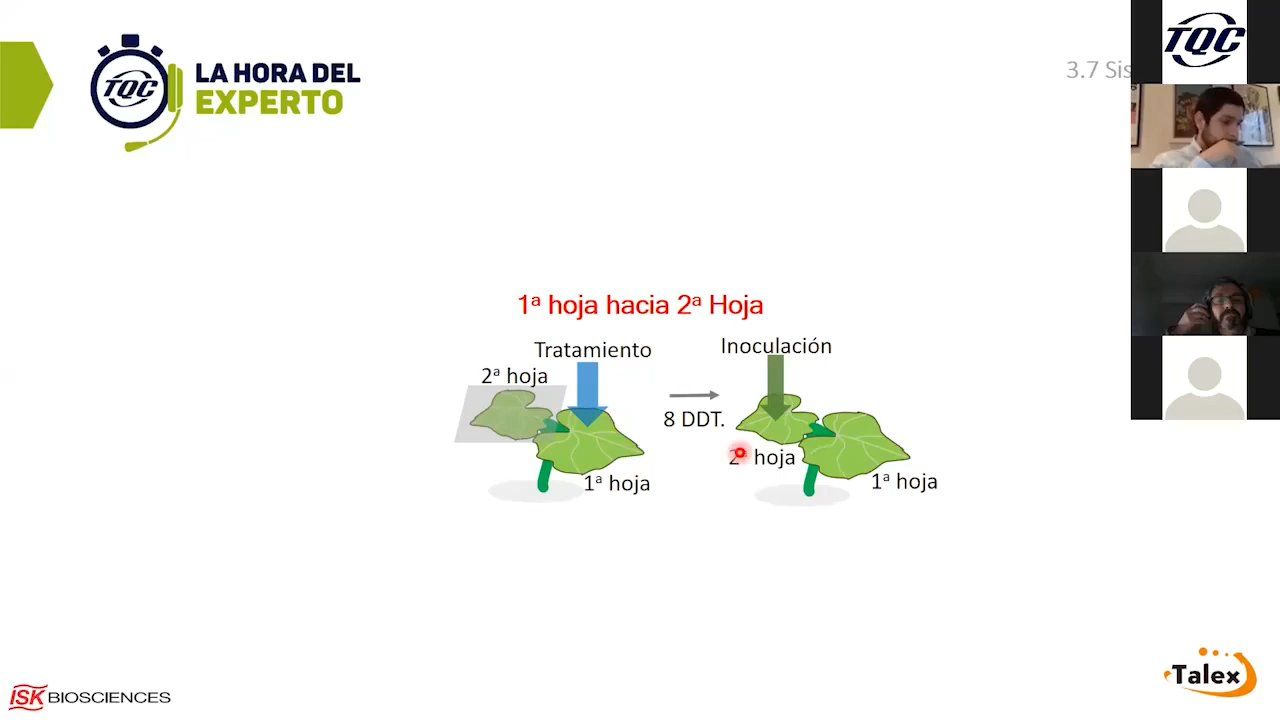 TQC
LA HORA DEL
EXPERTO
3.7 Sis
TQC
1ª hoja hacia 2ª Hoja
Tratamiento
Inoculación
2ª hoja
8 DDT.
2ª hoja
1ª hoja
1ª hoja
ISK BIOSCIENCES
Talex